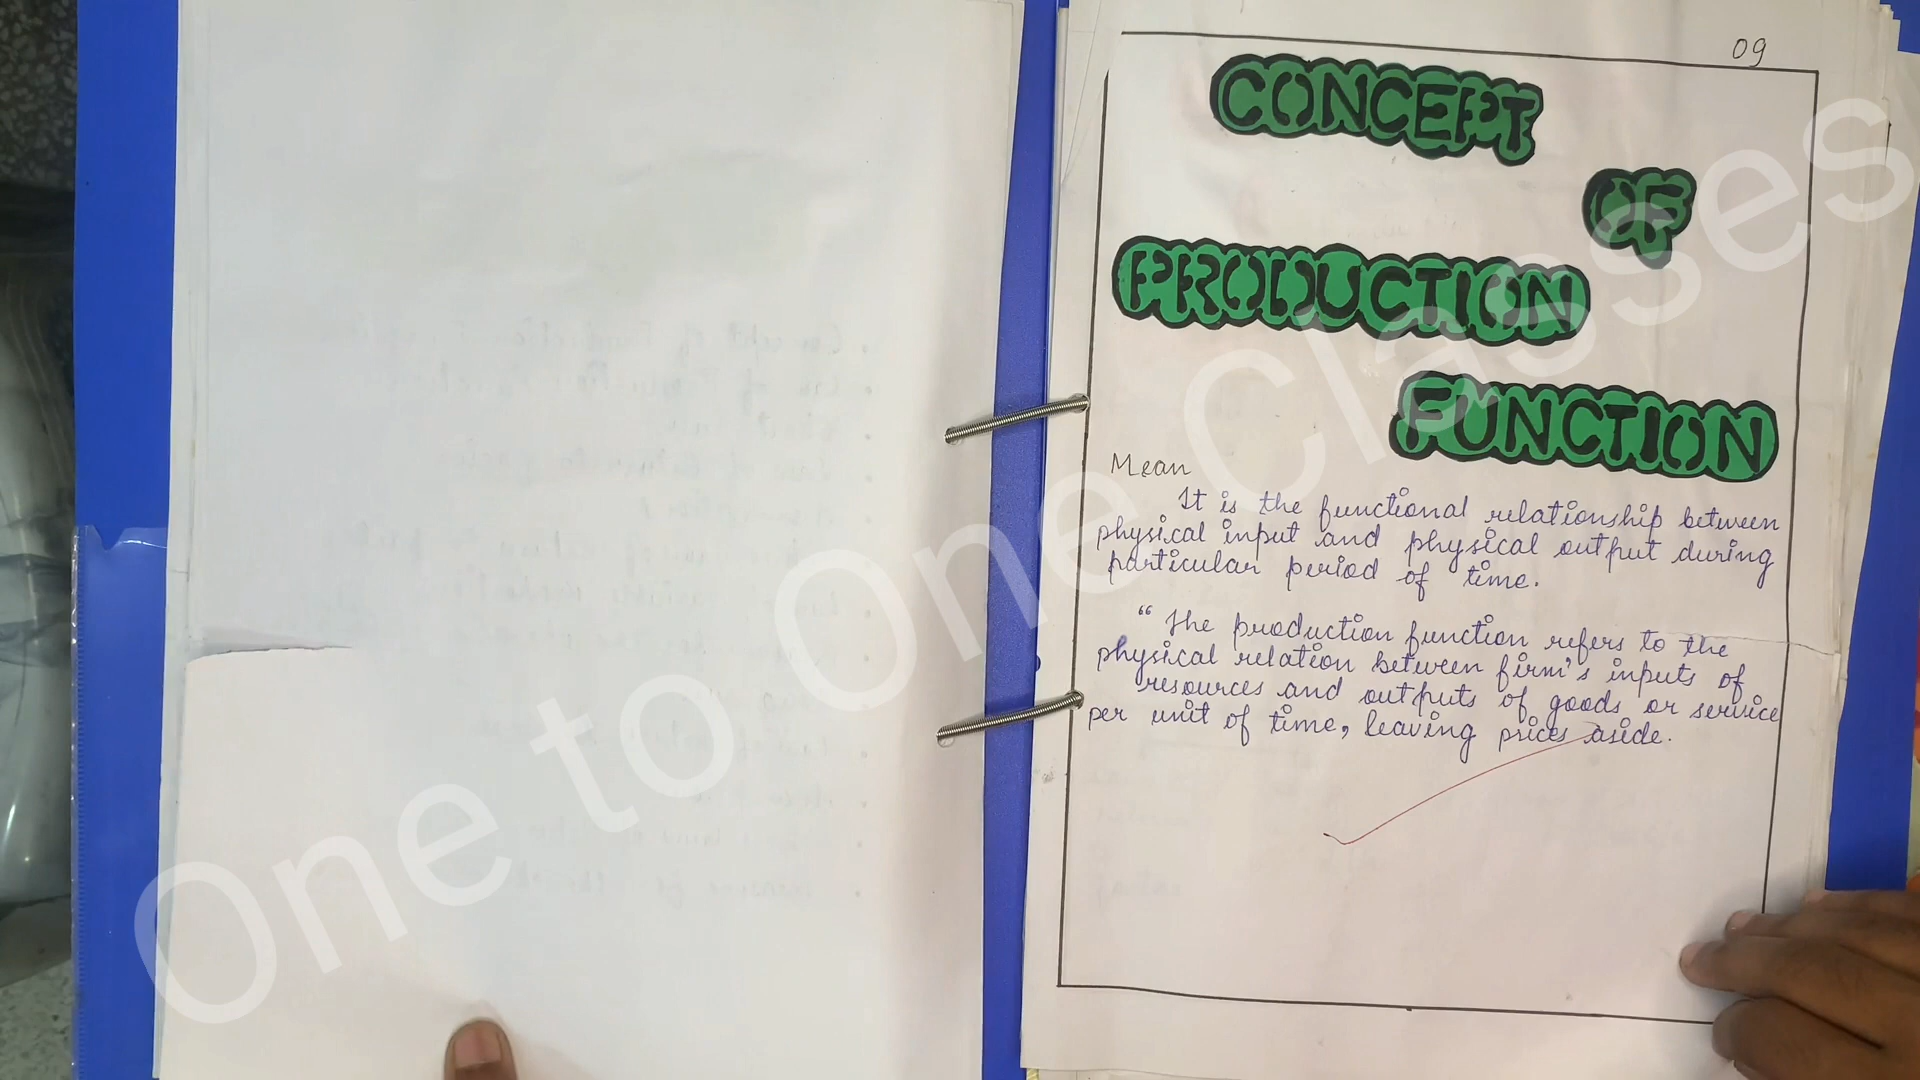 09
CONCEPT
OF
PRODUCTION
FUNCTION
Mean
It is the functional relationship between
physical input and physical output during
particular period of time.
“ The production function refers to the
physical relation between firm's inputs of
resources and outputs of goods or service
per unit of time, leaving prices aside.
One to One Classes